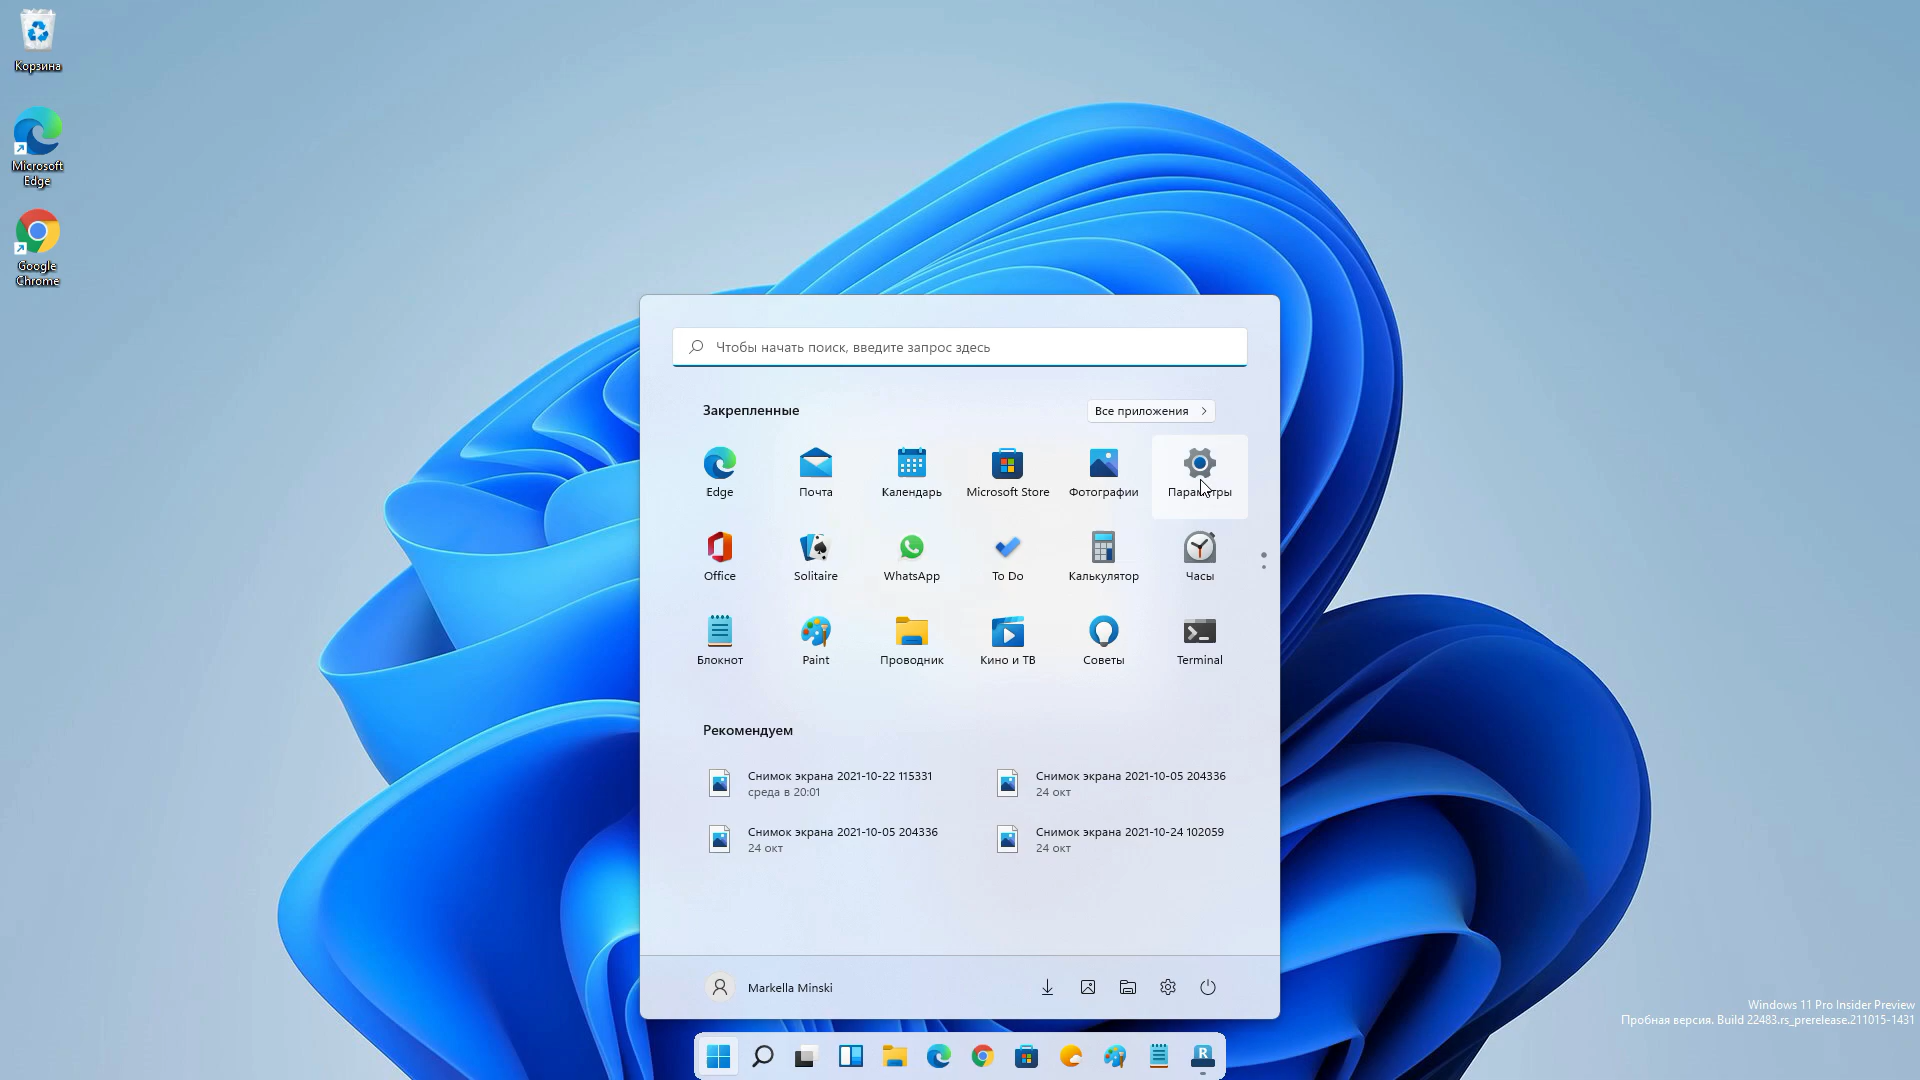 Корзина
Microsoft
Edge
Google
Chrome
Чтобы начать поиск, введите запрос здесь
Закрепленные
Все приложения
Edge
Почта
Календарь
Microsoft Store
Фотографии
Параметры
Office
Solitaire
WhatsApp
To Do
Калькулятор
Часы
Блокнот
Paint
Проводник
Кино и ТВ
Советы
Terminal
Рекомендуем
Снимок экрана 2021-10-22 115331
среда в 20:01
Снимок экрана 2021-10-05 204336
24 окт
Снимок экрана 2021-10-05 204336
24 окт
Снимок экрана 2021-10-24 102059
24 окт
Markella Minski
Windows 11 Pro Insider Preview
Пробная версия. Build 22483.rs_prerelease.211015-1431
R